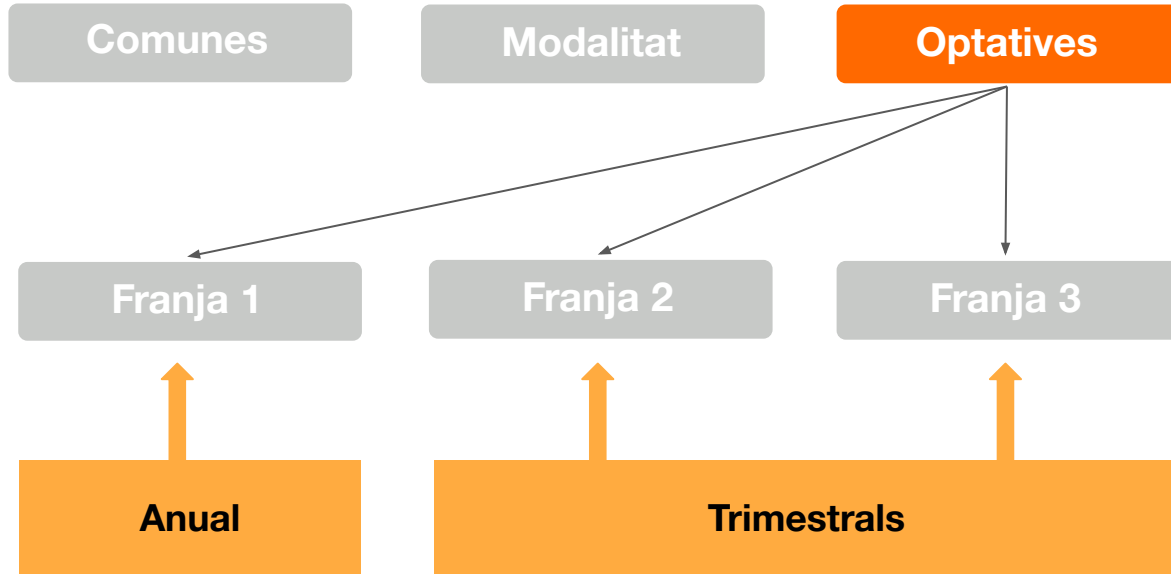 Comunes
Modalitat
Optatives
Franja 1
Franja 2
Franja 3
Anual
Trimestrals